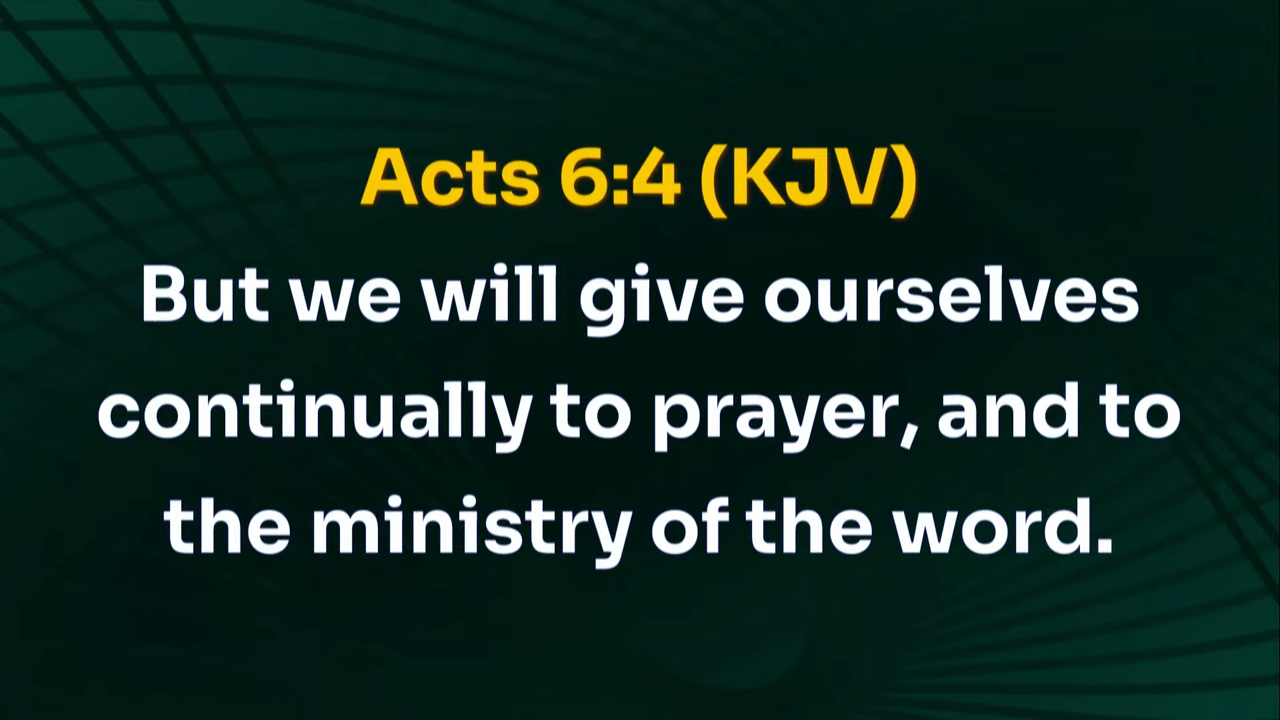 Acts 6:4 (KJV)
But we will give ourselves
continually to prayer, and to
the ministry of the word.